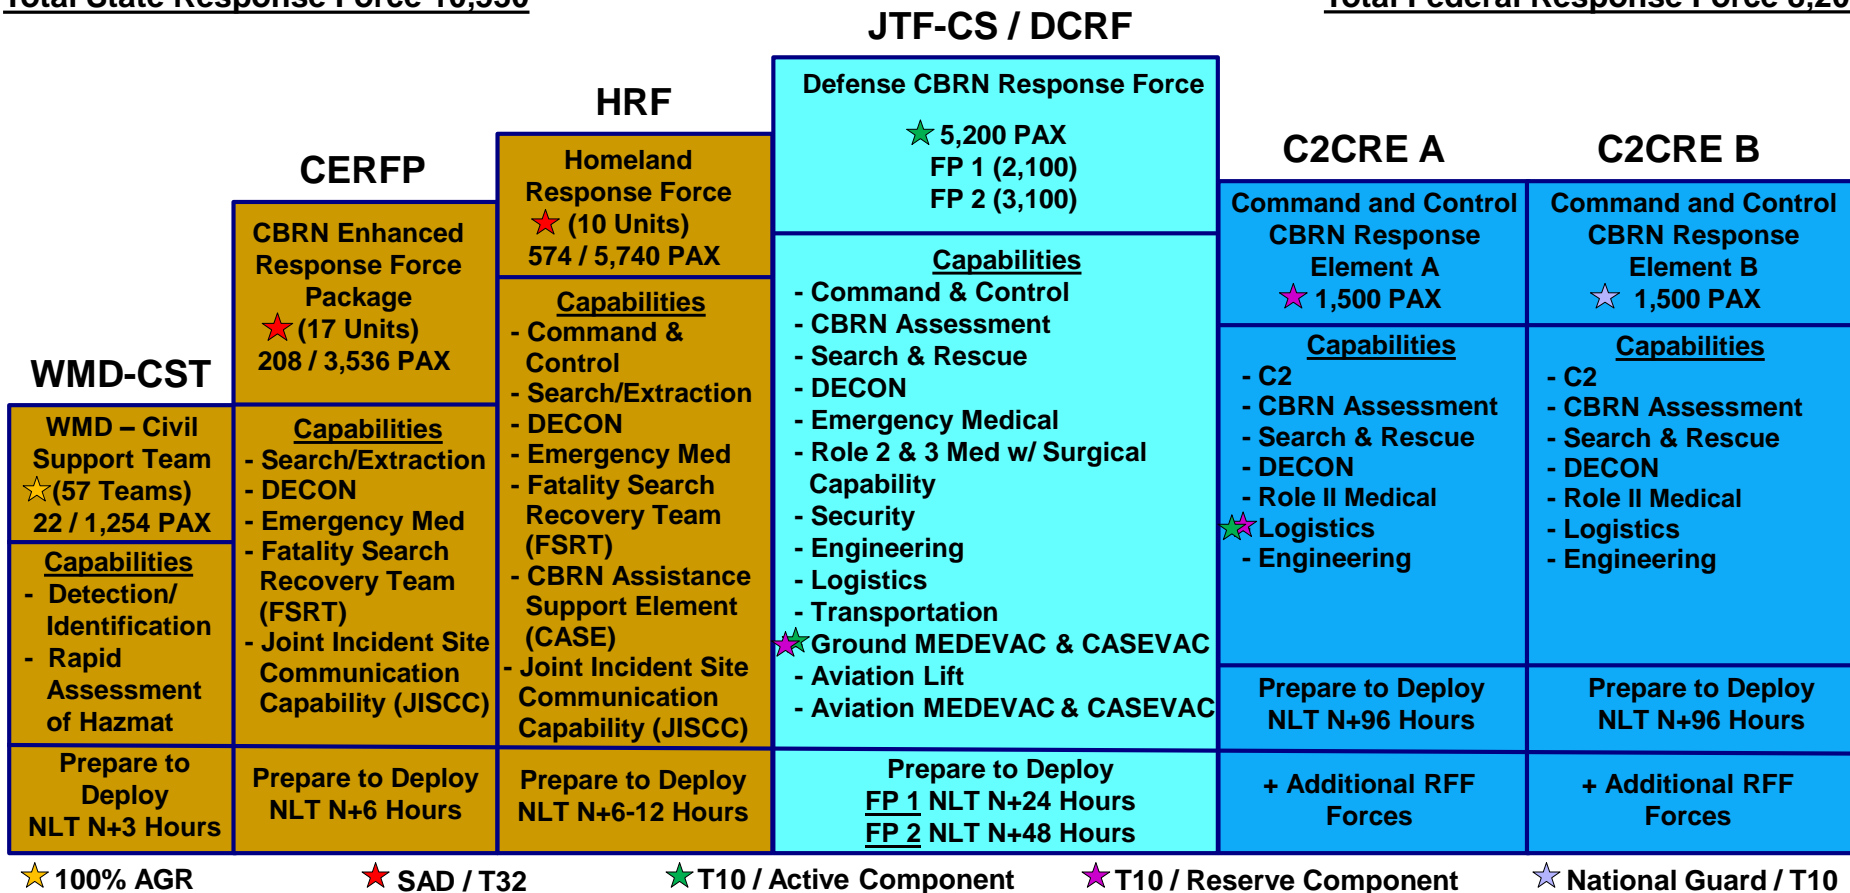 Total State Response Force 10,530
Total Federal Response Force 8,20
JTF-CS / DCRF
Defense CBRN Response Force
5,200 PAX
FP 1 (2,100)
FP 2 (3,100)
Capabilities
- Command & Control
- CBRN Assessment
- Search & Rescue
- DECON
- Emergency Medical
- Role 2 & 3 Med w/ Surgical
Capability
- Security
- Engineering
- Logistics
- Transportation
- Ground MEDEVAC & CASEVAC
- Aviation Lift
- Aviation MEDEVAC & CASEVAC
Prepare to Deploy
FP 1 NLT N+24 Hours
FP 2 NLT N+48 Hours
HRF
Homeland
Response Force
(10 Units)
574 / 5,740 PAX
Capabilities
- Command &
Control
- Search/Extraction
- DECON
- Emergency Med
- Fatality Search
Recovery Team
(FSRT)
- CBRN Assistance
Support Element
(CASE)
- Joint Incident Site
Communication
Capability (JISCC)
Prepare to Deploy
NLT N+6-12 Hours
CERFP
CBRN Enhanced
Response Force
Package
(17 Units)
208 / 3,536 PAX
Capabilities
- Search/Extraction
- DECON
- Emergency Med
- Fatality Search
Recovery Team
(FSRT)
- Joint Incident Site
Communication
Capability (JISCC)
Prepare to Deploy
NLT N+6 Hours
WMD-CST
WMD – Civil
Support Team
(57 Teams)
22 / 1,254 PAX
Capabilities
- Detection/
Identification
- Rapid
Assessment
of Hazmat
Prepare to
Deploy
NLT N+3 Hours
C2CRE A
Command and Control
CBRN Response
Element A
1,500 PAX
Capabilities
- C2
- CBRN Assessment
- Search & Rescue
- DECON
- Role II Medical
- Logistics
- Engineering
Prepare to Deploy
NLT N+96 Hours
+ Additional RFF
Forces
C2CRE B
Command and Control
CBRN Response
Element B
1,500 PAX
Capabilities
- C2
- CBRN Assessment
- Search & Rescue
- DECON
- Role II Medical
- Logistics
- Engineering
Prepare to Deploy
NLT N+96 Hours
+ Additional RFF
Forces
100% AGR
SAD / T32
T10 / Active Component
T10 / Reserve Component
National Guard / T10